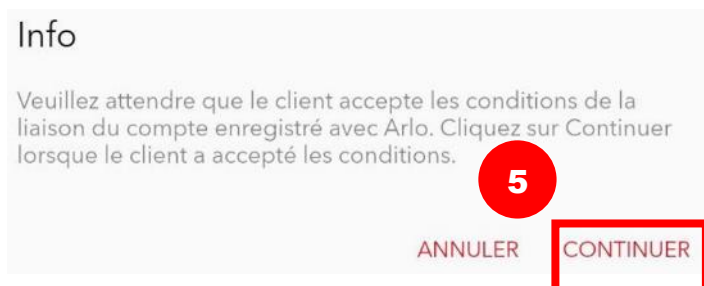 Info
Veuillez attendre que le client accepte les conditions de la
liaison du compte enregistré avec Arlo. Cliquez sur Continuer
lorsque le client a accepté les conditions.
5
ANNULER CONTINUER